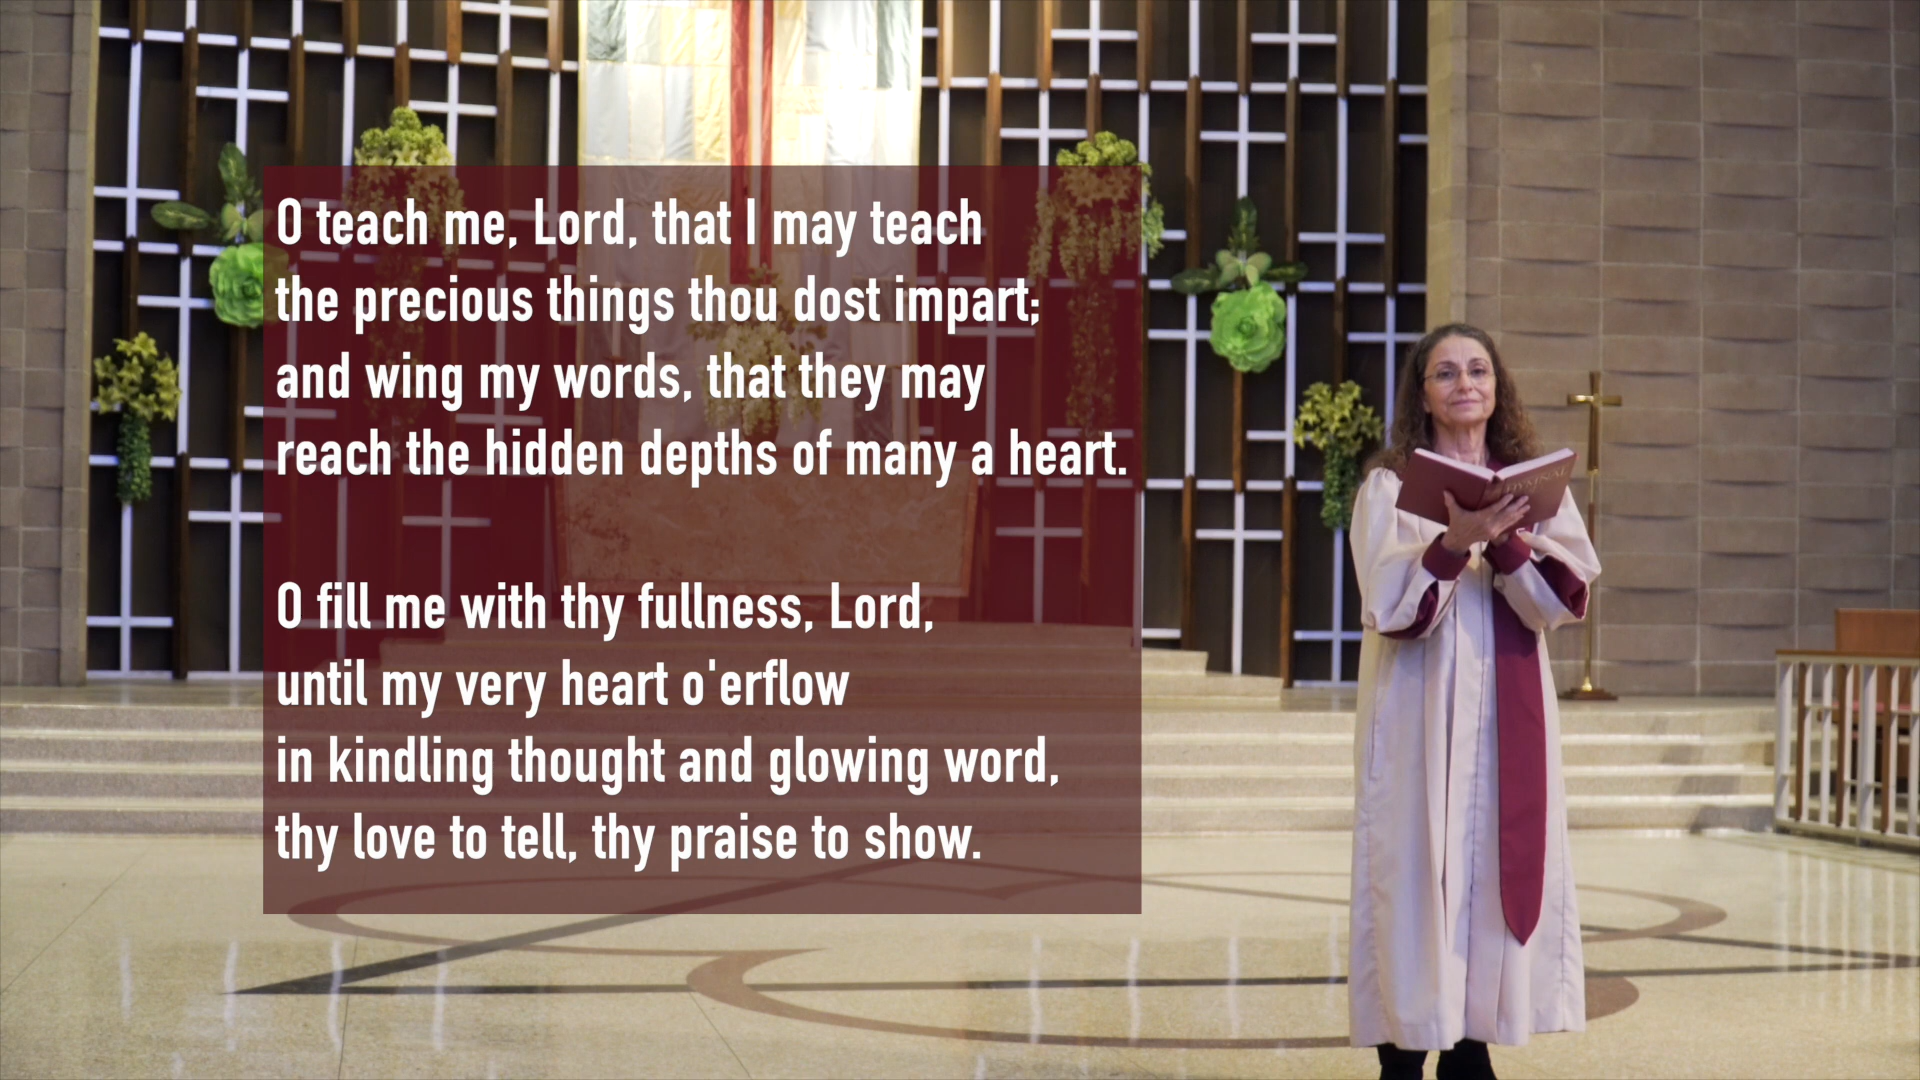 O teach me, Lord, that I may teach
the precious things thou dost impart;
and wing my words, that they may
reach the hidden depths of many a heart.
O fill me with thy fullness, Lord,
until my very heart o'erflow
in kindling thought and glowing word,
thy love to tell, thy praise to show.
HYMNAL